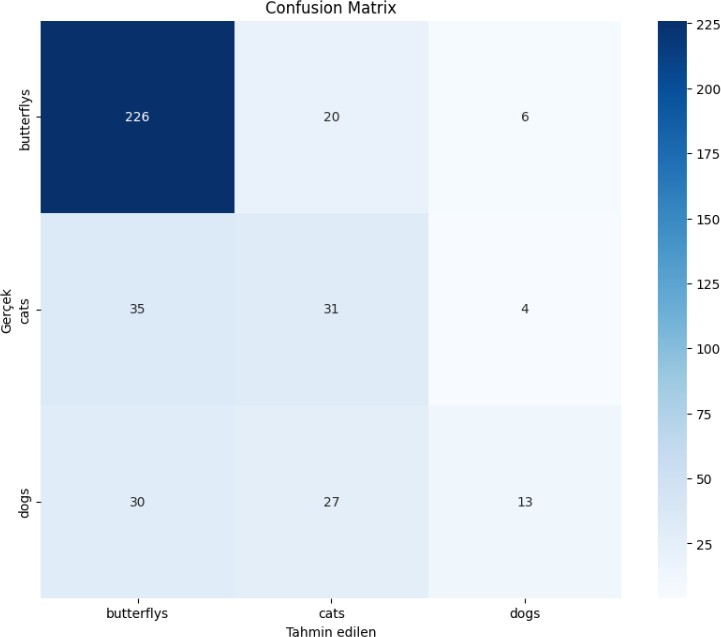 Confusion Matrix
butterflys
226
20
6
Gerçek
cats
35
31
4
dogs
30
27
13
butterflys
cats
dogs
Tahmin edilen
225
200
175
150
125
100
75
50
25